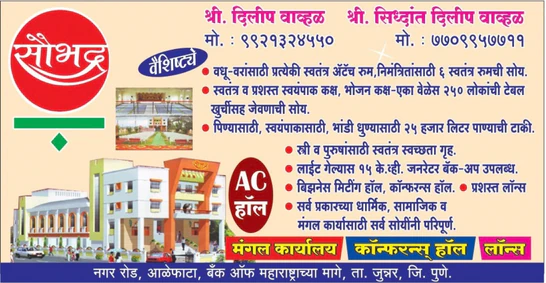 सौभद्र
श्री. दिलीप वाव्हळ
मो. : ९९२१३२४५५०
श्री. सिध्दांत दिलीप वाव्हळ
मो. : ७७०९९५७७११
वैशिष्ट्ये
• वधू-वरांसाठी प्रत्येकी स्वतंत्र ॲटॅच रुम,निमंत्रितांसाठी ६ स्वतंत्र रुमची सोय.
• स्वतंत्र व प्रशस्त स्वयंपाक कक्ष, भोजन कक्ष-एका वेळेस २५० लोकांची टेबल
खुर्चीसह जेवणाची सोय.
• पिण्यासाठी, स्वयंपाकासाठी, भांडी धुण्यासाठी २५ हजार लिटर पाण्याची टाकी.
• स्त्री व पुरुषांसाठी स्वतंत्र स्वच्छता गृह.
• लाईट गेल्यास १५ के.व्ही. जनरेटर बॅक-अप उपलब्ध.
• बिझनेस मिटींग हॉल, कॉन्फरन्स हॉल. • प्रशस्त लॉन्स
• सर्व प्रकारच्या धार्मिक, सामाजिक व
मंगल कार्यासाठी सर्व सोयींनी परिपूर्ण.
AC
हॉल
मंगल कार्यालय कॉन्फरन्स् हॉल लॉन्स
नगर रोड, आळेफाटा, बँक ऑफ महाराष्ट्राच्या मागे, ता. जुन्नर, जि. पुणे.